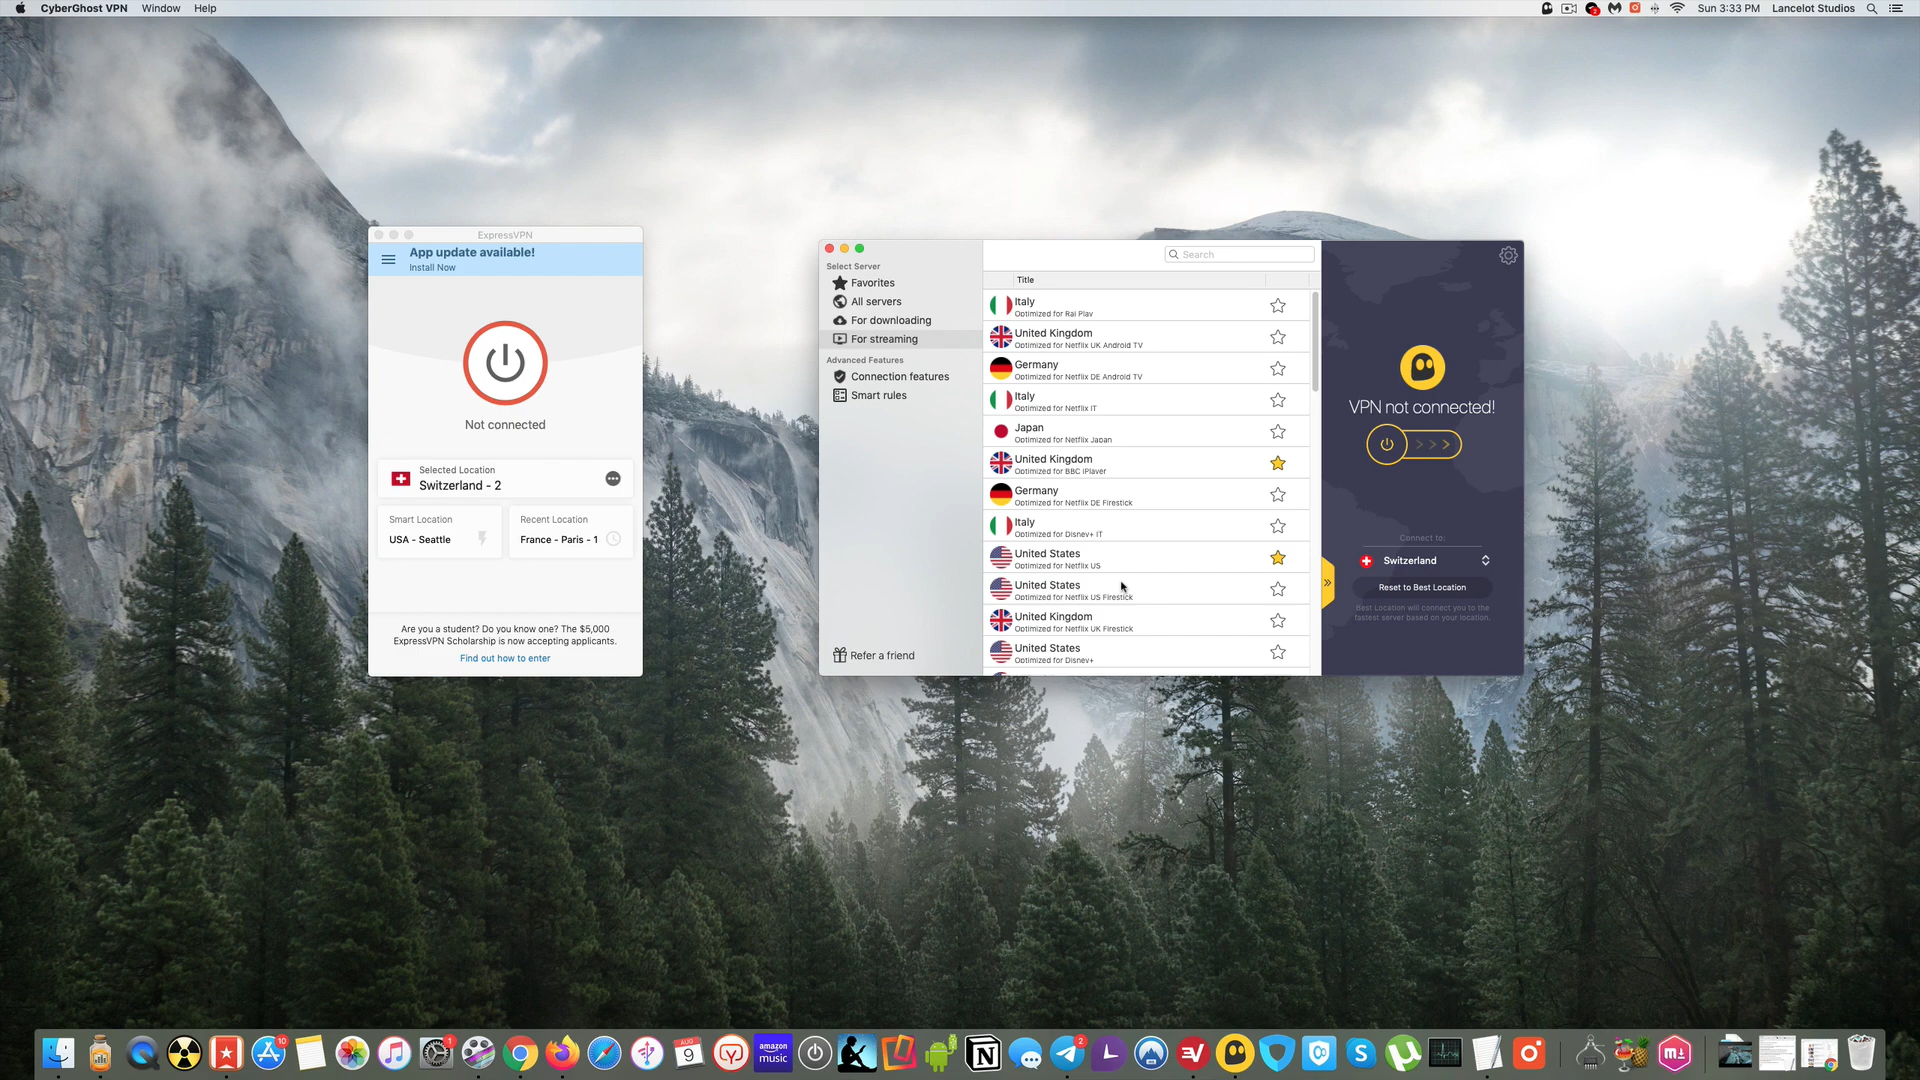 CyberGhost VPN Window Help
Sun 3:33 PM Lancelot Studios
ExpressVPN
App update available!
Install Now
Not connected
Selected Location
Switzerland - 2
Smart Location
USA - Seattle
Recent Location
France - Paris - 1
Are you a student? Do you know one? The $5,000
ExpressVPN Scholarship is now accepting applicants.
Find out how to enter
Select Server
Favorites
All servers
For downloading
For streaming
Advanced Features
Connection features
Smart rules
Refer a friend
Search
Title
Italy
Optimized for Rai Play
United Kingdom
Optimized for Netflix UK Android TV
Germany
Optimized for Netflix DE Android TV
Italy
Optimized for Netflix IT
Japan
Optimized for Netflix Japan
United Kingdom
Optimized for BBC iPlayer
Germany
Optimized for Netflix DE Firestick
Italy
Optimized for Disney+ IT
United States
Optimized for Netflix US
United States
Optimized for Netflix US Firestick
United Kingdom
Optimized for Netflix UK Firestick
United States
Optimized for Disney+
VPN not connected!
Connect to:
Switzerland
Reset to Best Location
Best Location will connect you to the
fastest server based on your location.
10
1
AUG
9
amazon
music
2